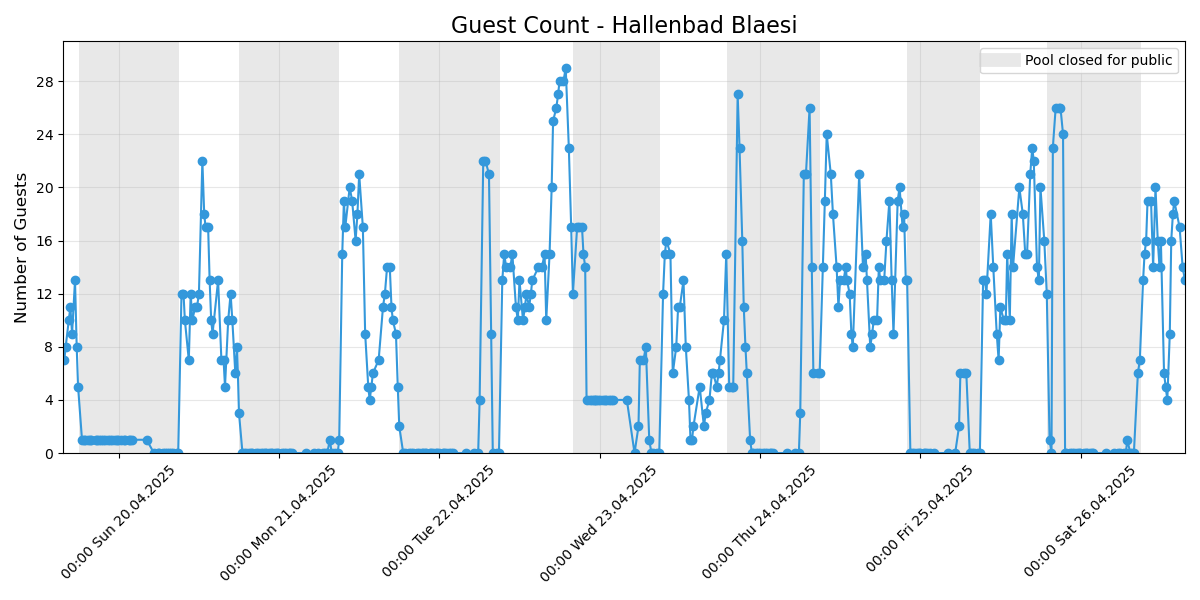 Guest Count - Hallenbad Blaesi
Pool closed for public
Number of Guests
28
24
20
16
12
8
4
0
00:00 Sun 20.04.2025
00:00 Mon 21.04.2025
00:00 Tue 22.04.2025
00:00 Wed 23.04.2025
00:00 Thu 24.04.2025
00:00 Fri 25.04.2025
00:00 Sat 26.04.2025